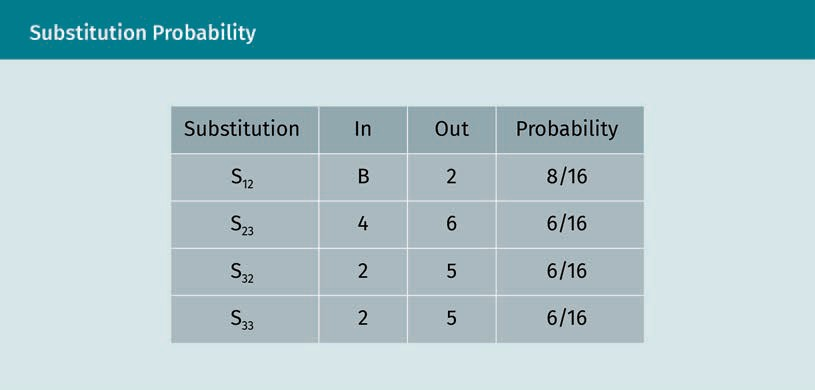 Substitution Probability
Substitution In Out Probability
S₁₂ B 2 8/16
S₂₃ 4 6 6/16
S₃₂ 2 5 6/16
S₃₃ 2 5 6/16